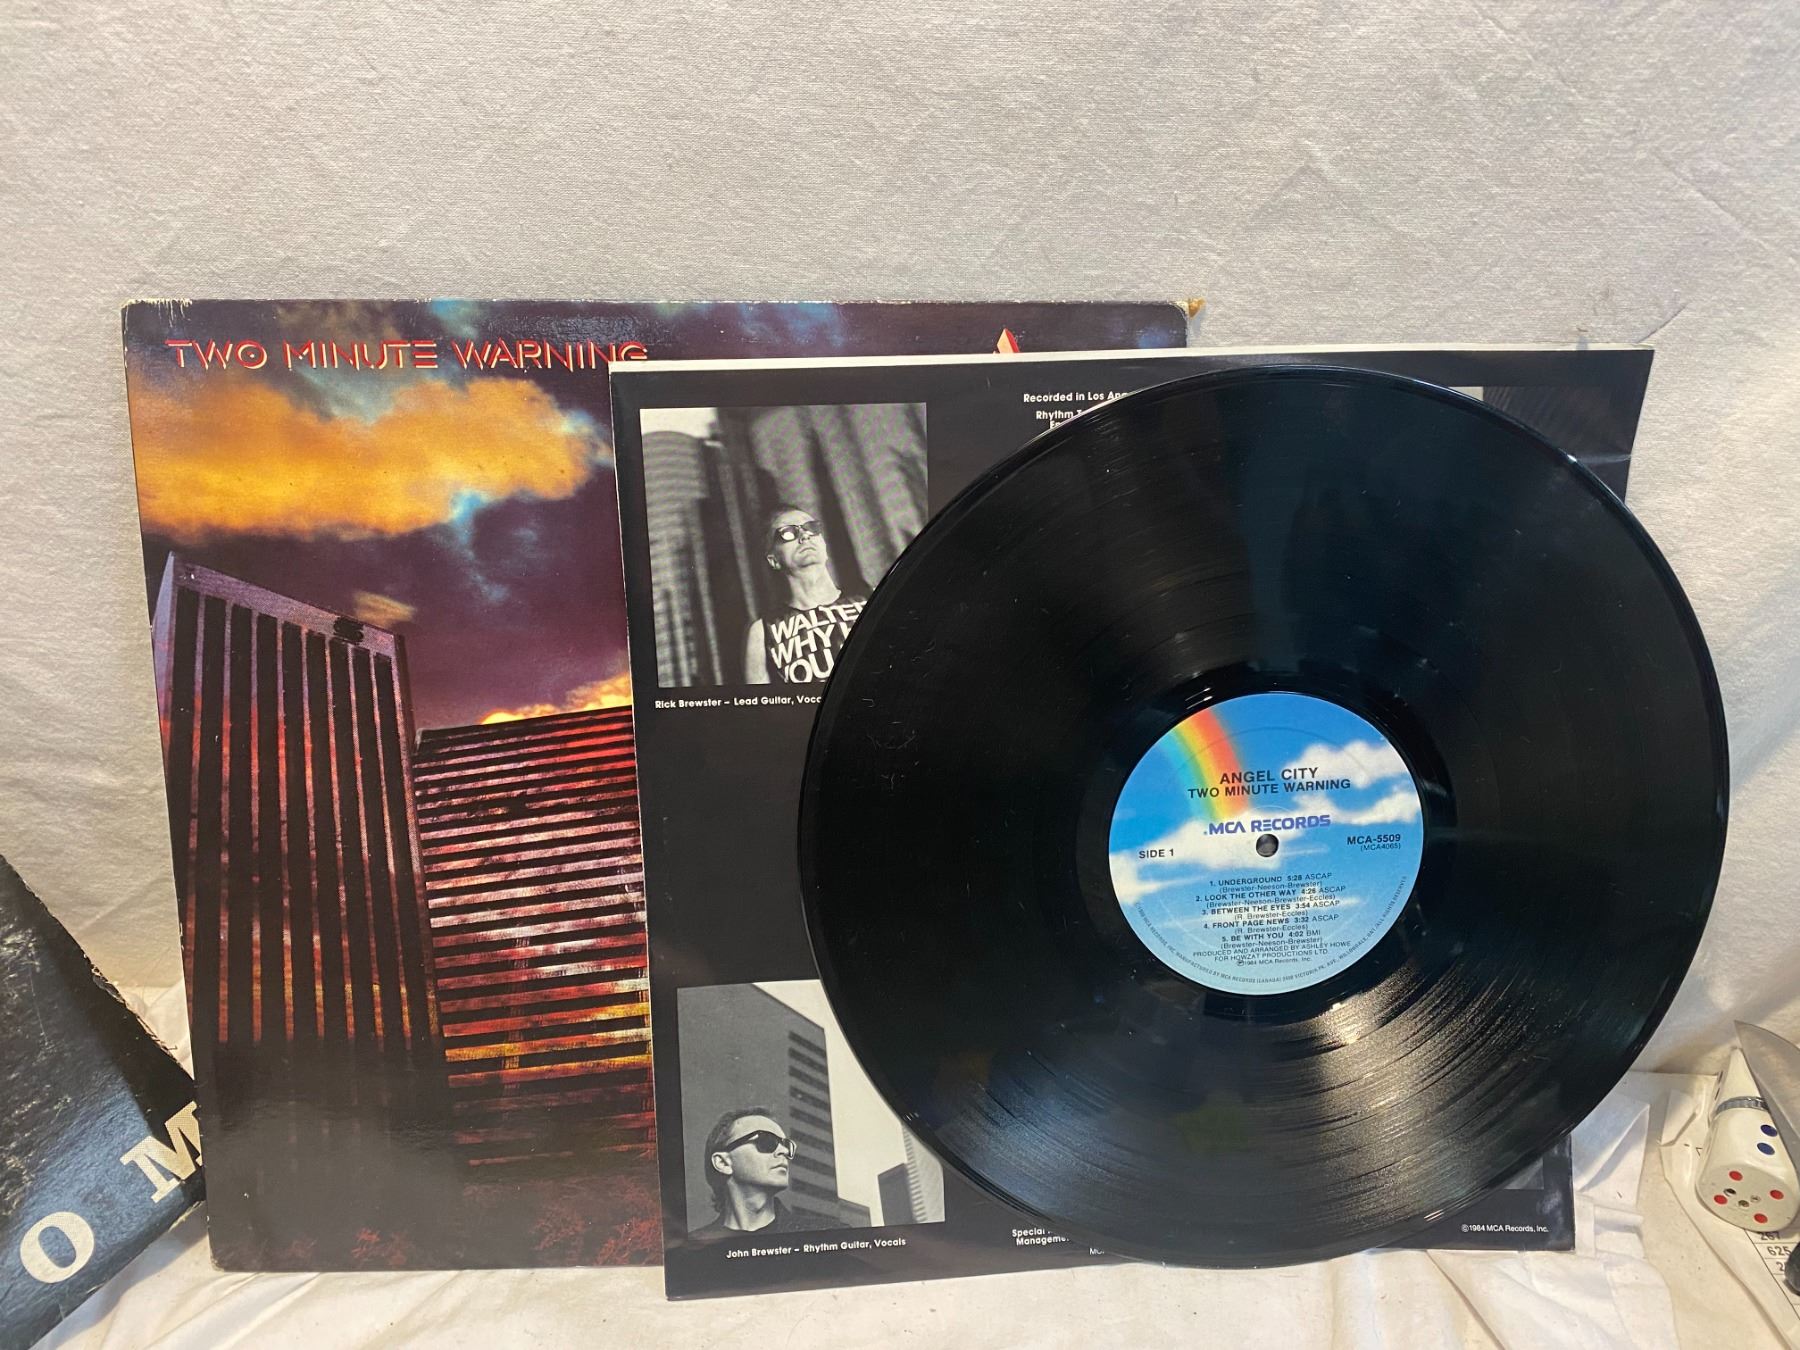 TWO MINUTE WARNING
Recorded in Los
Rhythm
WHY
YOU
Rick Brewster – Lead Guitar,
ANGEL CITY
TWO MINUTE WARNING
MCA RECORDS
SIDE 1
MCA-5509
(MCA4065)
1. UNDERGROUND 5:28 ASCAP
(Brewster-Neeson-Brewster)
2. LOOK THE OTHER WAY 4:26 ASCAP
(Brewster-Neeson-Brewster-Eccles)
3. BETWEEN THE EYES 3:54 ASCAP
(R. Brewster-Eccles)
4. FRONT PAGE NEWS 3:32 ASCAP
(R. Brewster-Eccles)
5. BE WITH YOU 4:02 BMI
(Brewster-Neeson-Brewster)
PRODUCED AND ARRANGED BY ASHLEY HOWE
FOR HOWZAT PRODUCTIONS LTD.
℗1984 MCA Records, Inc.
John Brewster – Rhythm Guitar, Vocals
Special
©1984 MCA Records, Inc.
O M
267
625